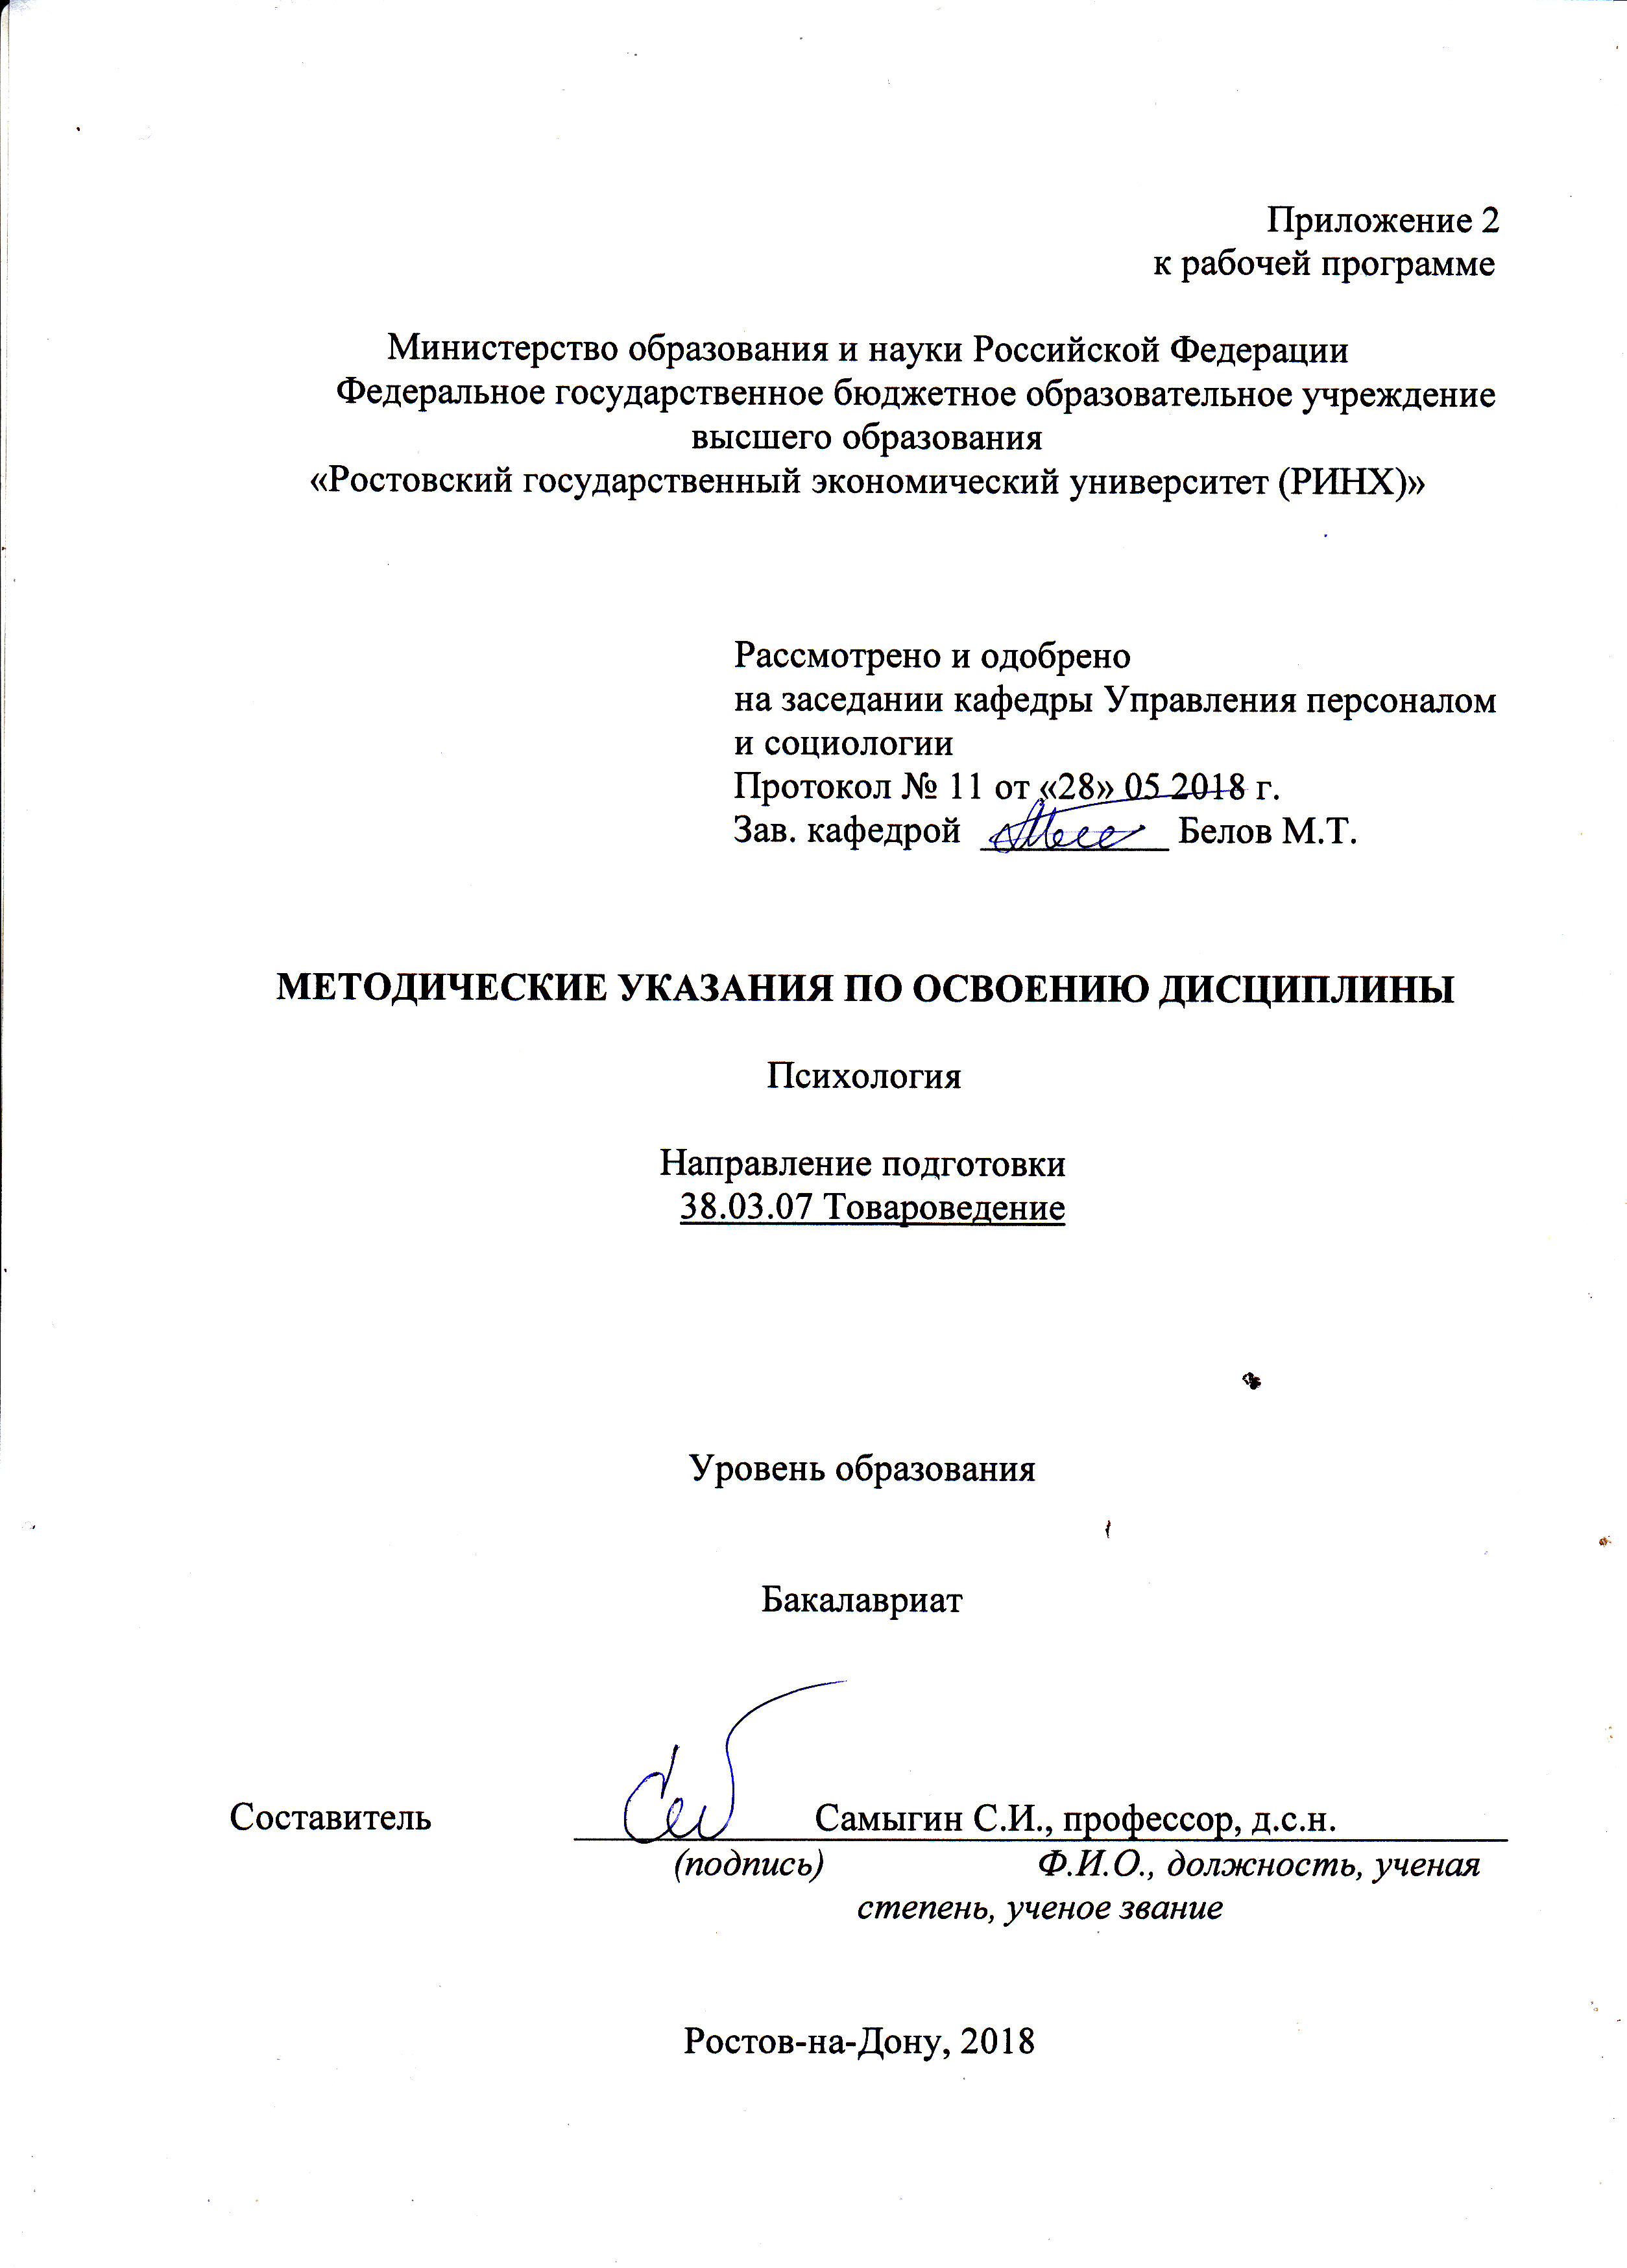 Приложение 2
к рабочей программе
Министерство образования и науки Российской Федерации
Федеральное государственное бюджетное образовательное учреждение
высшего образования
«Ростовский государственный экономический университет (РИНХ)»
Рассмотрено и одобрено
на заседании кафедры Управления персоналом
и социологии
Протокол № 11 от «28» 05 2018 г.
Зав. кафедрой Белов М.Т.
МЕТОДИЧЕСКИЕ УКАЗАНИЯ ПО ОСВОЕНИЮ ДИСЦИПЛИНЫ
Психология
Направление подготовки
38.03.07 Товароведение
Уровень образования
Бакалавриат
Составитель Самыгин С.И., профессор, д.с.н.
(подпись) Ф.И.О., должность, ученая
степень, ученое звание
Ростов-на-Дону, 2018